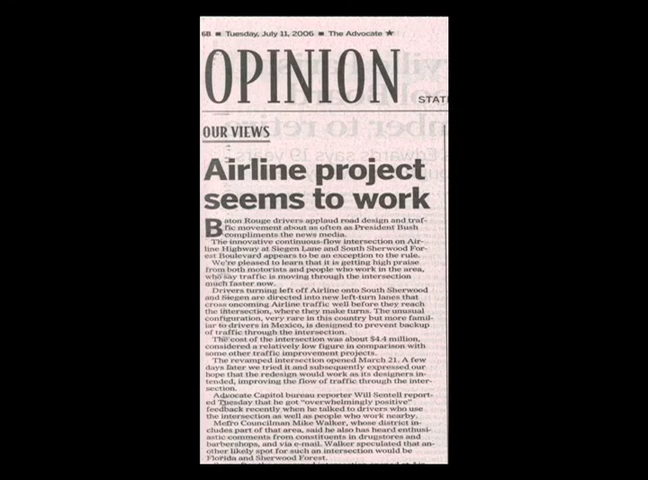 6B ■ Tuesday, July 11, 2006 ■ The Advocate ★
OPINION
STAT
OUR VIEWS
Airline project
seems to work
Baton Rouge drivers applaud road design and traf-
fic movement about as often as President Bush
compliments the news media.
The innovative continuous-flow intersection on Air-
line Highway at Siegen Lane and South Sherwood For-
est Boulevard appears to be an exception to the rule.
We're pleased to learn that it is getting high praise
from both motorists and people who work in the area,
who say traffic is moving through the intersection
much faster now.
Drivers turning left off Airline onto South Sherwood
and Siegen are directed into new left-turn lanes that
cross oncoming Airline traffic well before they reach
the intersection, where they make turns. The unusual
configuration, very rare in this country but more famil-
iar to drivers in Mexico, is designed to prevent backup
of traffic through the intersection.
The cost of the intersection was about $4.4 million,
considered a relatively low figure in comparison with
some other traffic improvement projects.
The revamped intersection opened March 21. A few
days later we tried it and subsequently expressed our
hope that the redesign would work as its designers in-
tended, improving the flow of traffic through the inter-
section.
Advocate Capitol bureau reporter Will Sentell report-
ed Tuesday that he got "overwhelmingly positive"
feedback recently when he talked to drivers who use
the intersection as well as people who work nearby.
Metro Councilman Mike Walker, whose district in-
cludes part of that area, said he also has heard enthusi-
astic comments from constituents in drugstores and
barbershops, and via e-mail. Walker speculated that an-
other likely spot for such an intersection would be
Florida and Sherwood Forest.